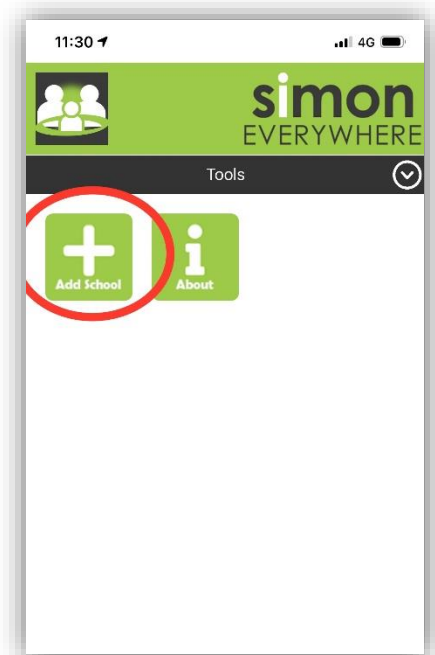 11:30 4G
simon
EVERYWHERE
Tools
Add School About